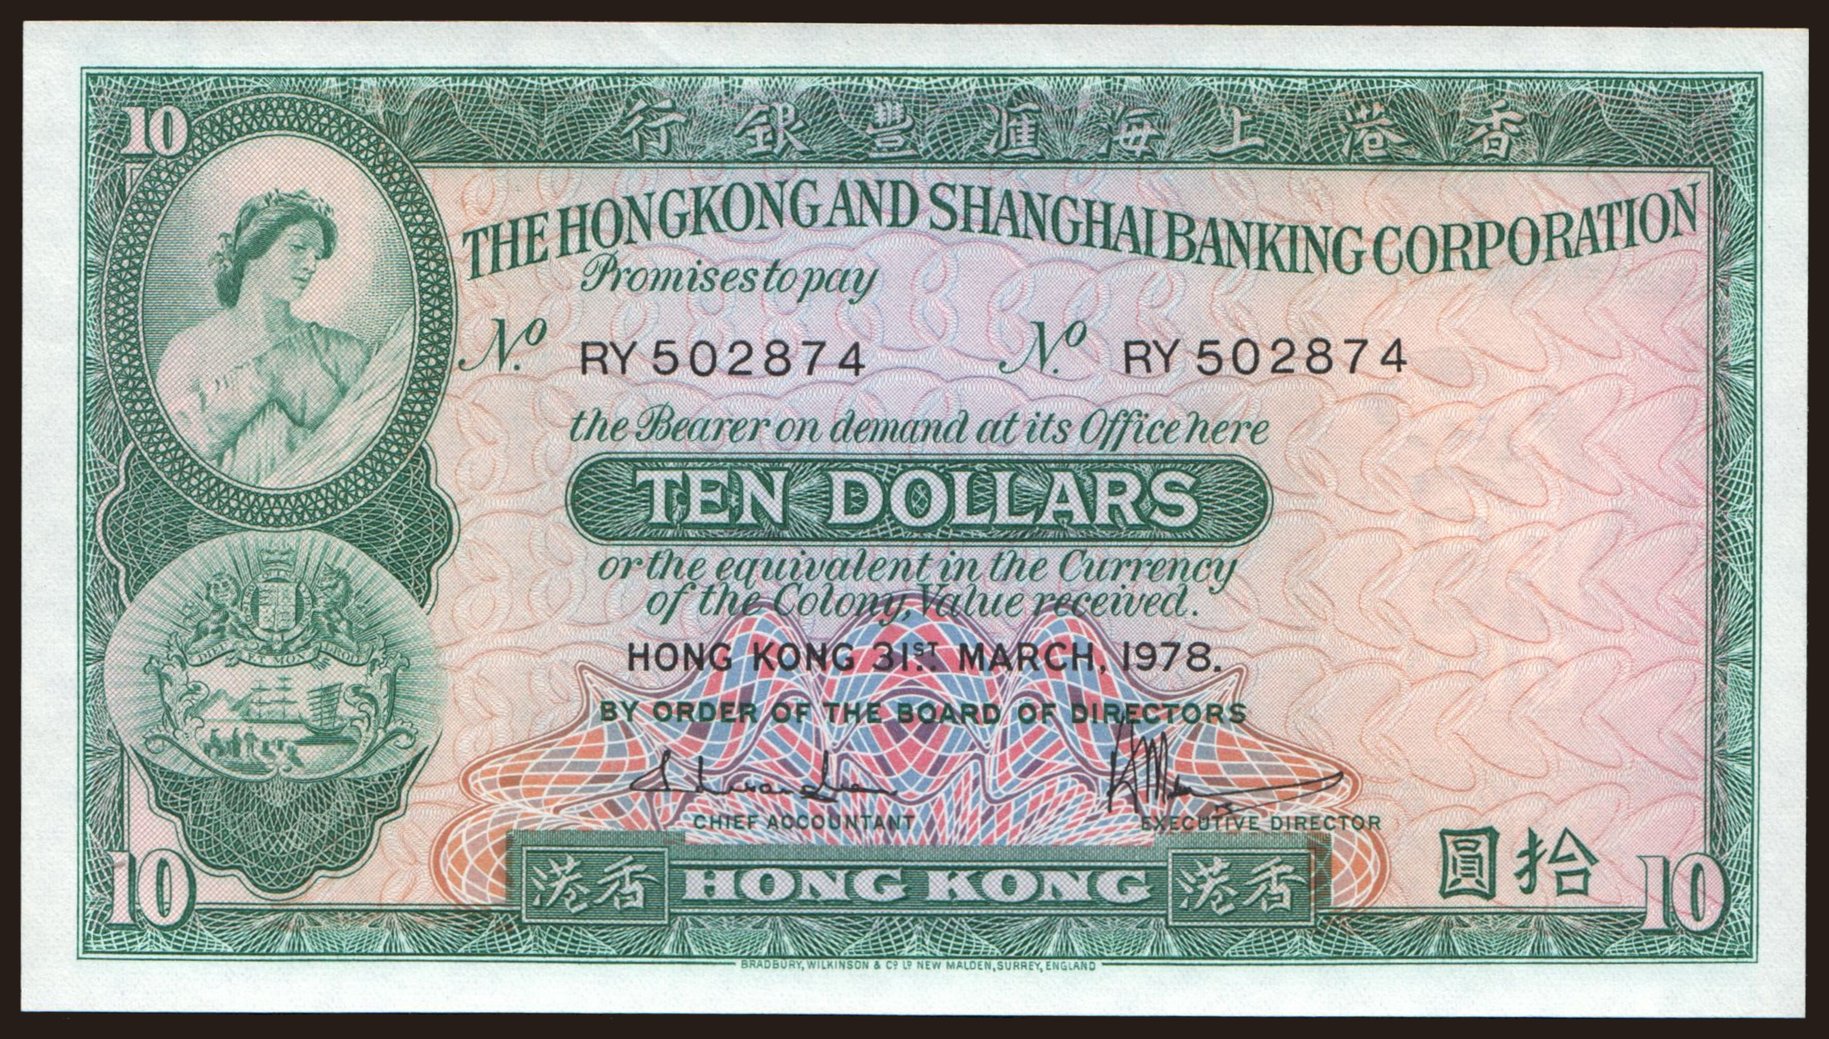 10
行銀豐滙海上港香
THE HONGKONG AND SHANGHAI BANKING CORPORATION
Promises to pay
No. RY 502874 No. RY 502874
the Bearer on demand at its Office here
TEN DOLLARS
or the equivalent in the Currency
of the Colony, Value received.
HONG KONG 31ST MARCH, 1978.
BY ORDER OF THE BOARD OF DIRECTORS
CHIEF ACCOUNTANT EXECUTIVE DIRECTOR
10 港香 HONG KONG 港香 圓拾 10
BRADBURY, WILKINSON & Co. Ld. NEW MALDEN, SURREY, ENGLAND